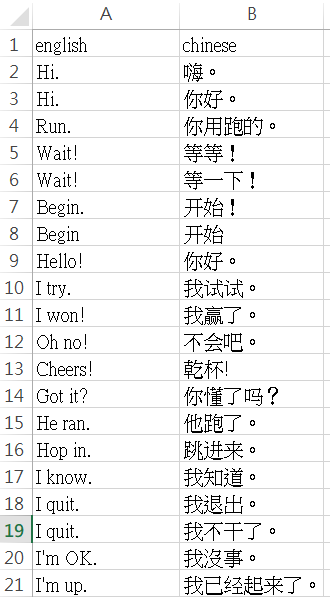 A B
1 english chinese
2 Hi. 嗨。
3 Hi. 你好。
4 Run. 你用跑的。
5 Wait! 等等！
6 Wait! 等一下！
7 Begin. 开始！
8 Begin 开始
9 Hello! 你好。
10 I try. 我试试。
11 I won! 我赢了。
12 Oh no! 不会吧。
13 Cheers! 乾杯!
14 Got it? 你懂了吗？
15 He ran. 他跑了。
16 Hop in. 跳进来。
17 I know. 我知道。
18 I quit. 我退出。
19 I quit. 我不干了。
20 I'm OK. 我沒事。
21 I'm up. 我已经起来了。